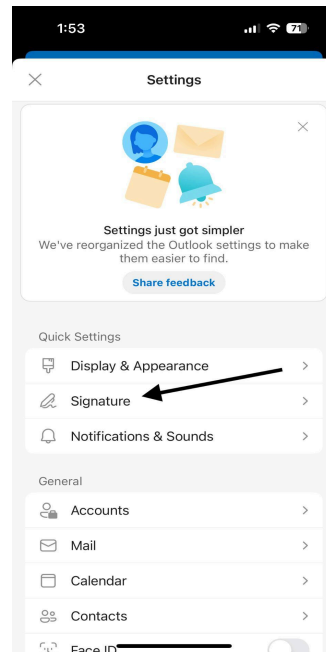 1:53
71
Settings
Settings just got simpler
We've reorganized the Outlook settings to make
them easier to find.
Share feedback
Quick Settings
Display & Appearance
Signature
Notifications & Sounds
General
Accounts
Mail
Calendar
Contacts
Face ID